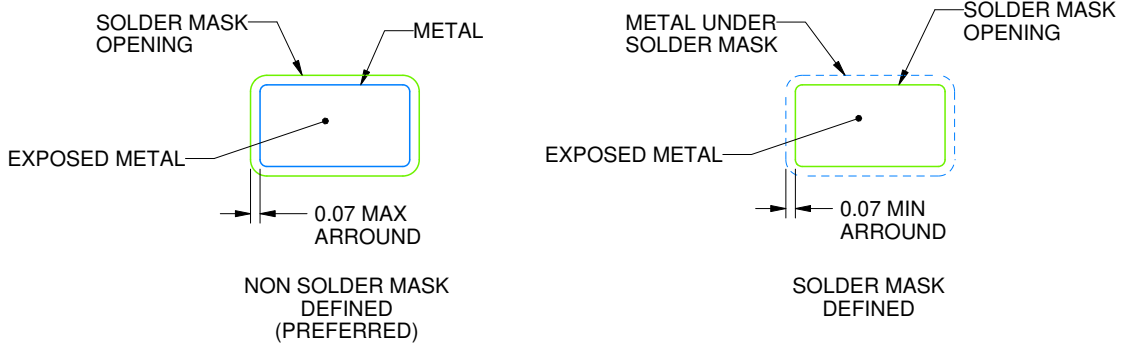 SOLDER MASK
OPENING
METAL
EXPOSED METAL
0.07 MAX
ARROUND
NON SOLDER MASK
DEFINED
(PREFERRED)
METAL UNDER
SOLDER MASK
SOLDER MASK
OPENING
EXPOSED METAL
0.07 MIN
ARROUND
SOLDER MASK
DEFINED